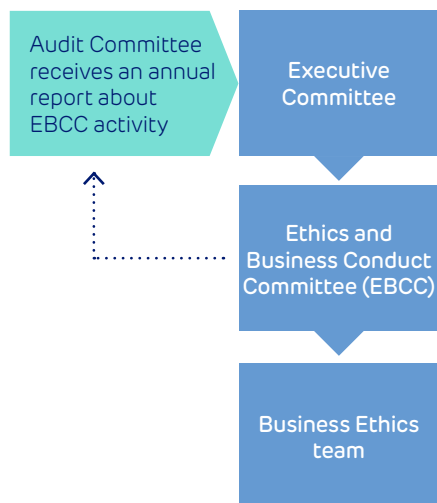 Audit Committee
receives an annual
report about
EBCC activity
Executive
Committee
Ethics and
Business Conduct
Committee (EBCC)
Business Ethics
team